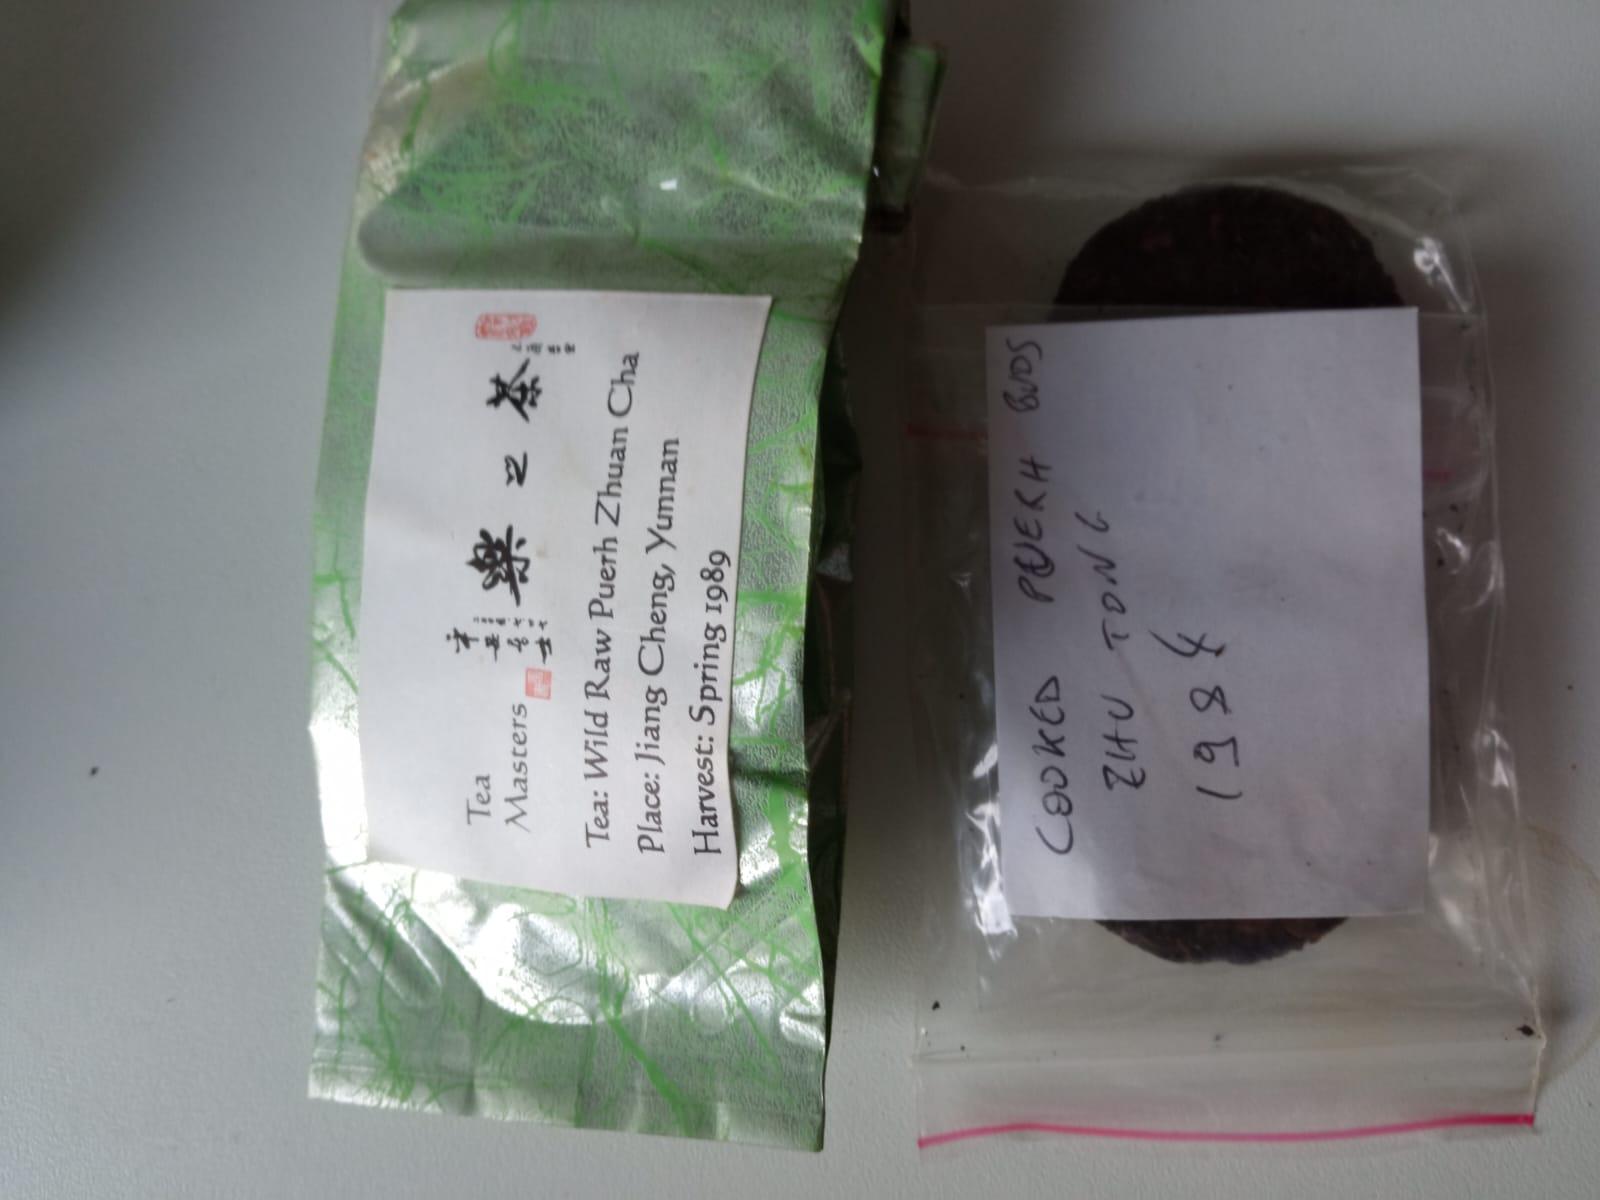 Tea
Masters
樂之茶
Tea: Wild Raw Puerh Zhuan Cha
Place: Jiang Cheng, Yunnan
Harvest: Spring 1989
COOKED PUERH BUDS
ZHU TONG
1984